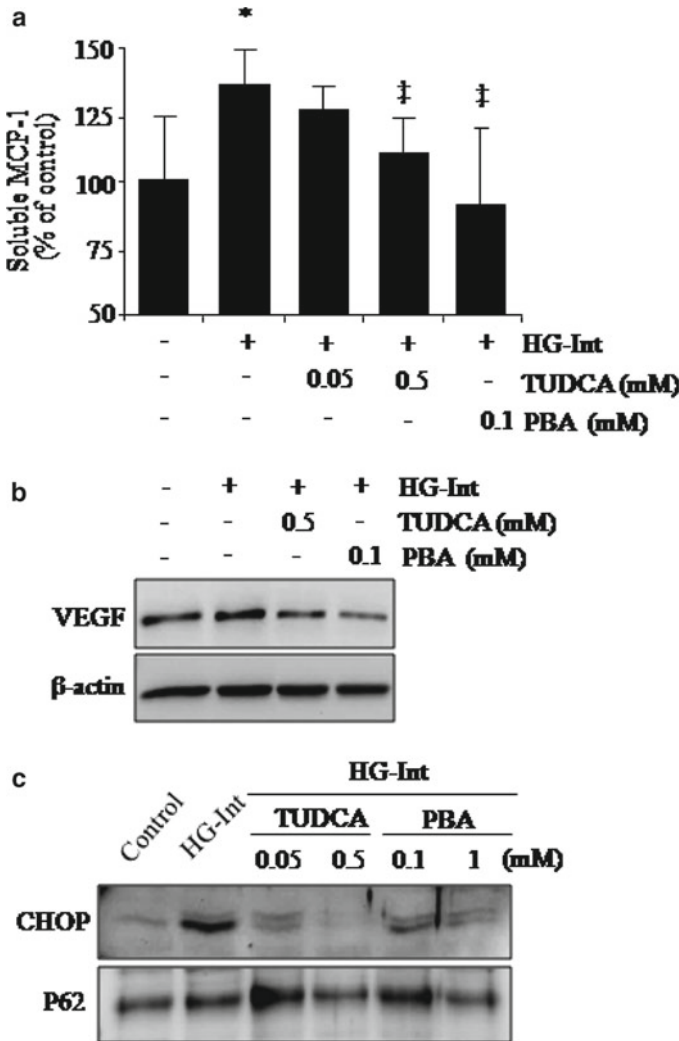 a
*
‡ ‡
150
125
100
75
50
Soluble MCP-1
(% of control)
- + + + + HG-Int
- - 0.05 0.5 - TUDCA (mM)
- - - - 0.1 PBA (mM)
b
- + + + HG-Int
- - 0.5 - TUDCA (mM)
- - - 0.1 PBA (mM)
VEGF
β-actin
c
HG-Int
Control HG-Int TUDCA PBA
0.05 0.5 0.1 1 (mM)
CHOP
P62